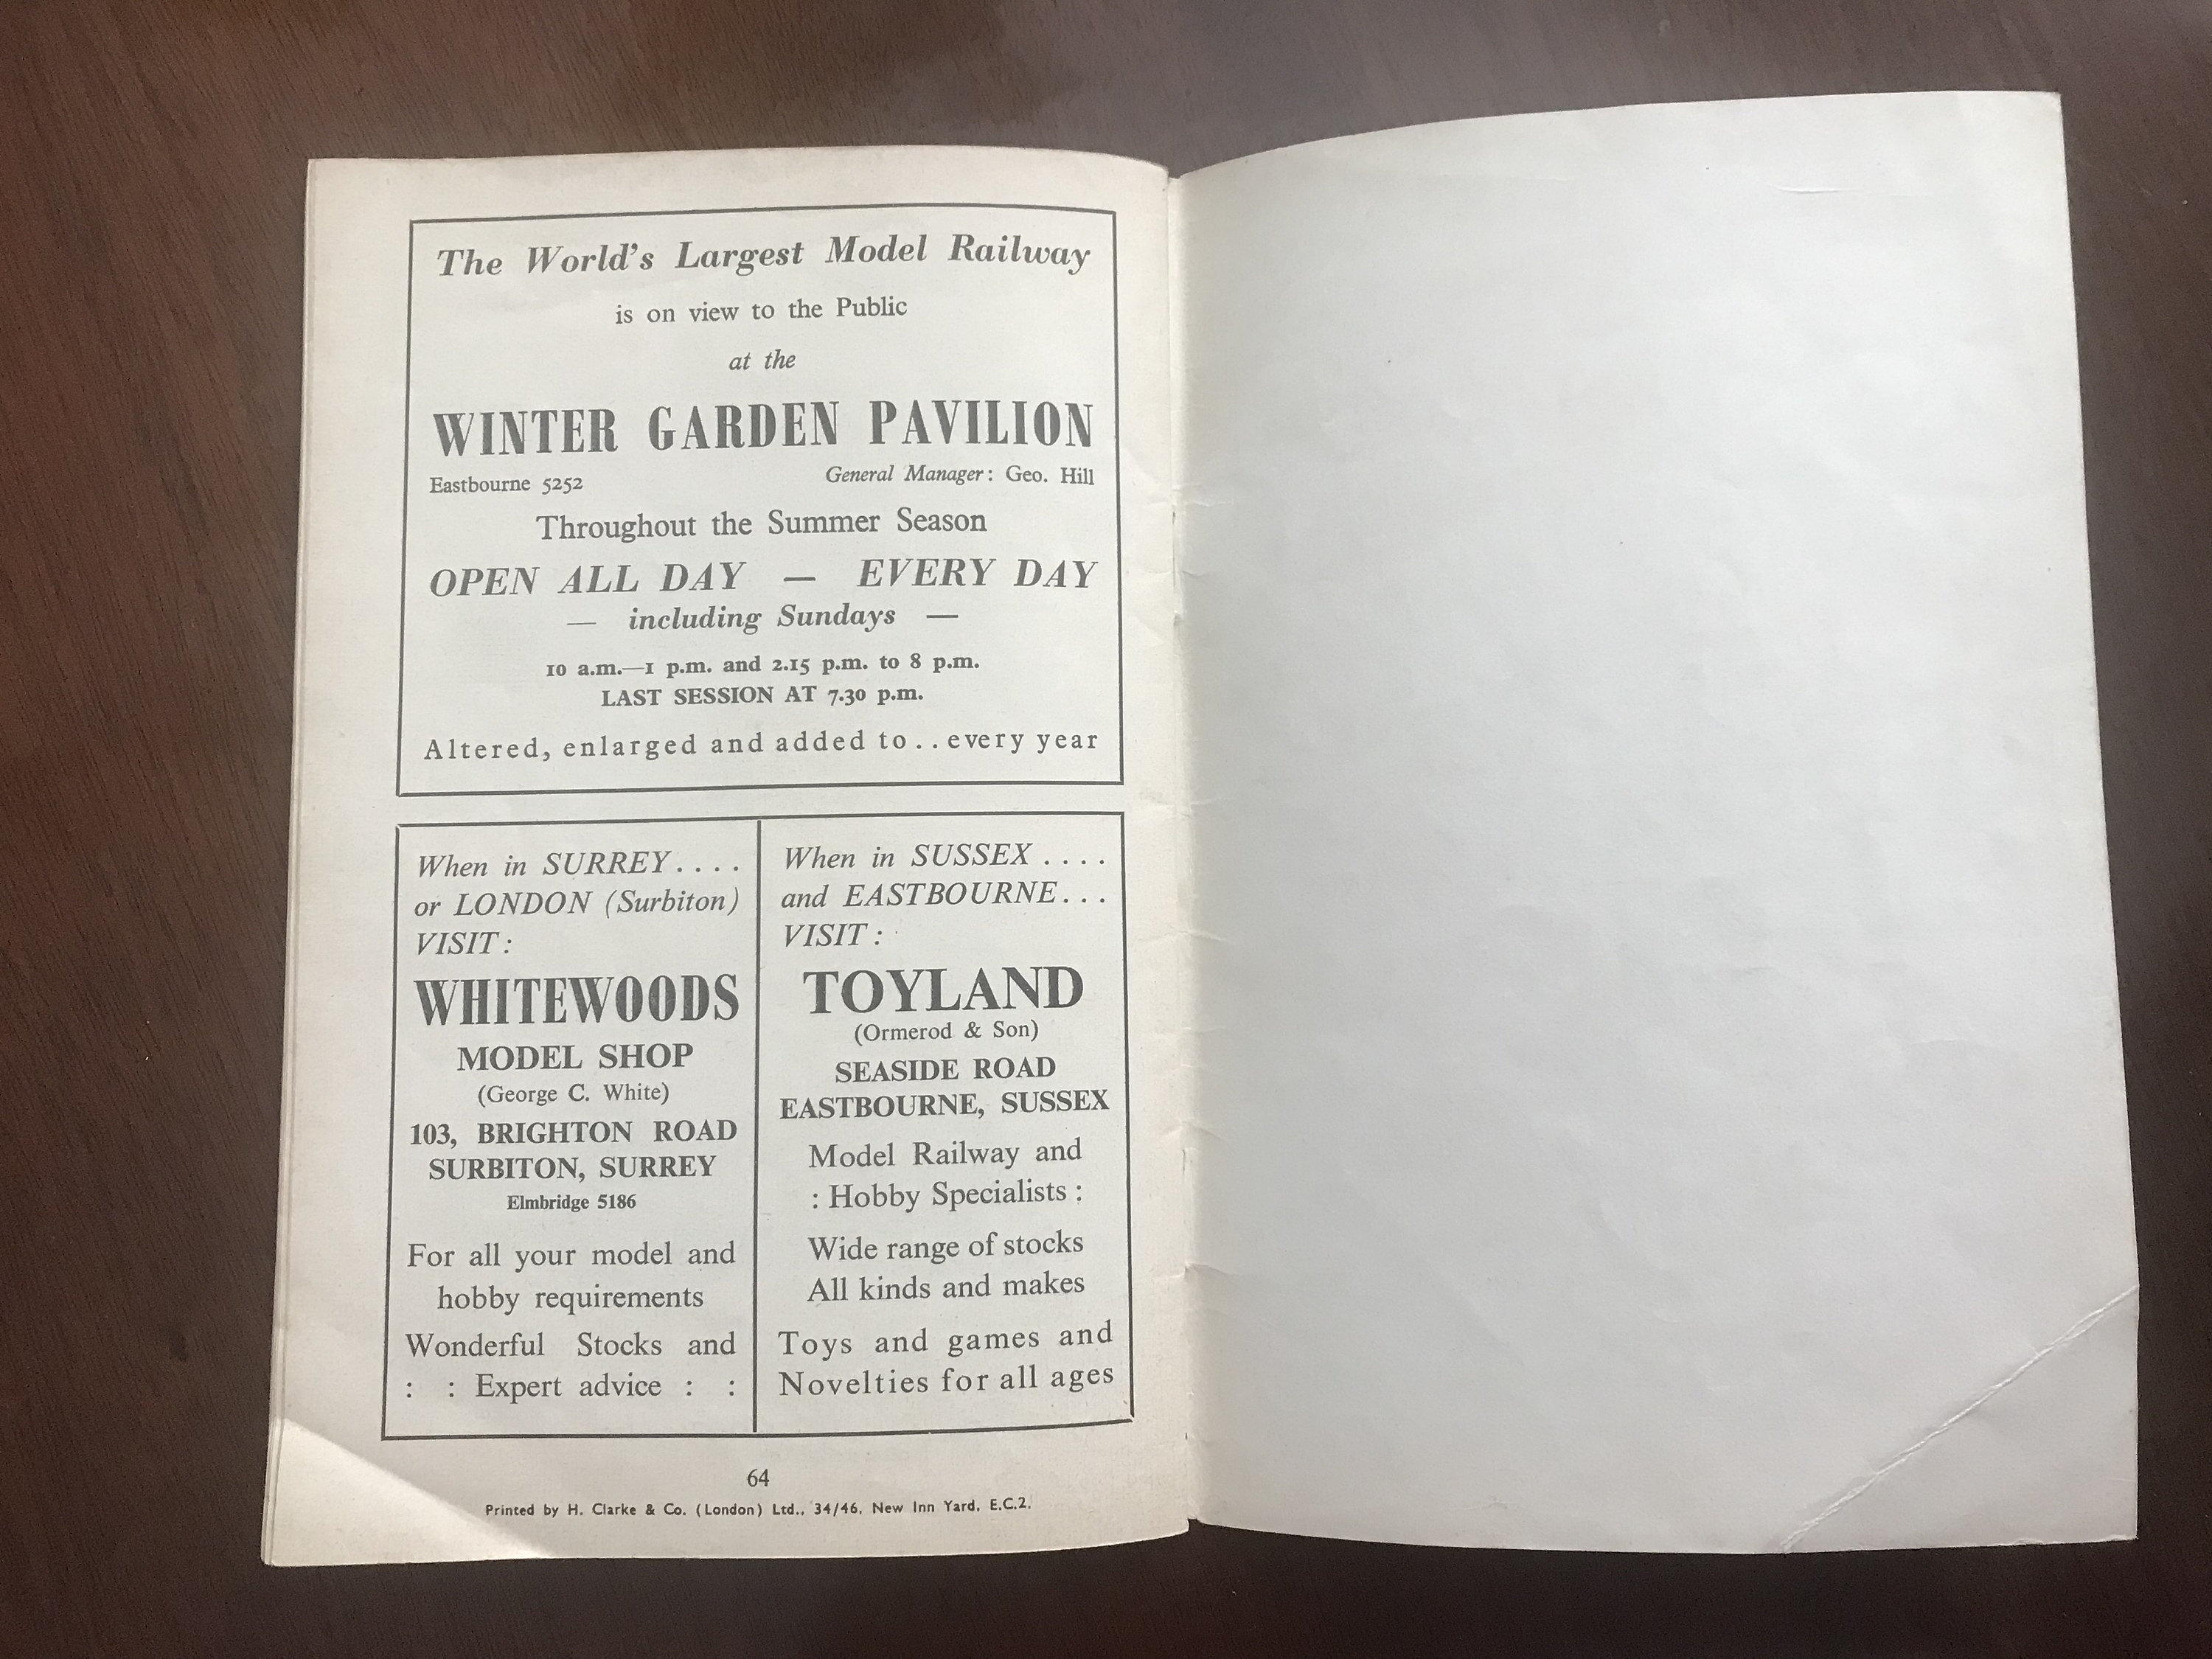 The World's Largest Model Railway
is on view to the Public
at the
WINTER GARDEN PAVILION
Eastbourne 5252 General Manager: Geo. Hill
Throughout the Summer Season
OPEN ALL DAY — EVERY DAY
— including Sundays —
10 a.m.—1 p.m. and 2.15 p.m. to 8 p.m.
LAST SESSION AT 7.30 p.m.
Altered, enlarged and added to . . every year
When in SURREY . . . .
or LONDON (Surbiton)
VISIT :
WHITEWOODS
MODEL SHOP
(George C. White)
103, BRIGHTON ROAD
SURBITON, SURREY
Elmbridge 5186
For all your model and
hobby requirements
Wonderful Stocks and
: : Expert advice : :
When in SUSSEX . . . .
and EASTBOURNE . . .
VISIT :
TOYLAND
(Ormerod & Son)
SEASIDE ROAD
EASTBOURNE, SUSSEX
Model Railway and
: Hobby Specialists :
Wide range of stocks
All kinds and makes
Toys and games and
Novelties for all ages
64
Printed by H. Clarke & Co. (London) Ltd., 34/46, New Inn Yard, E.C.2.